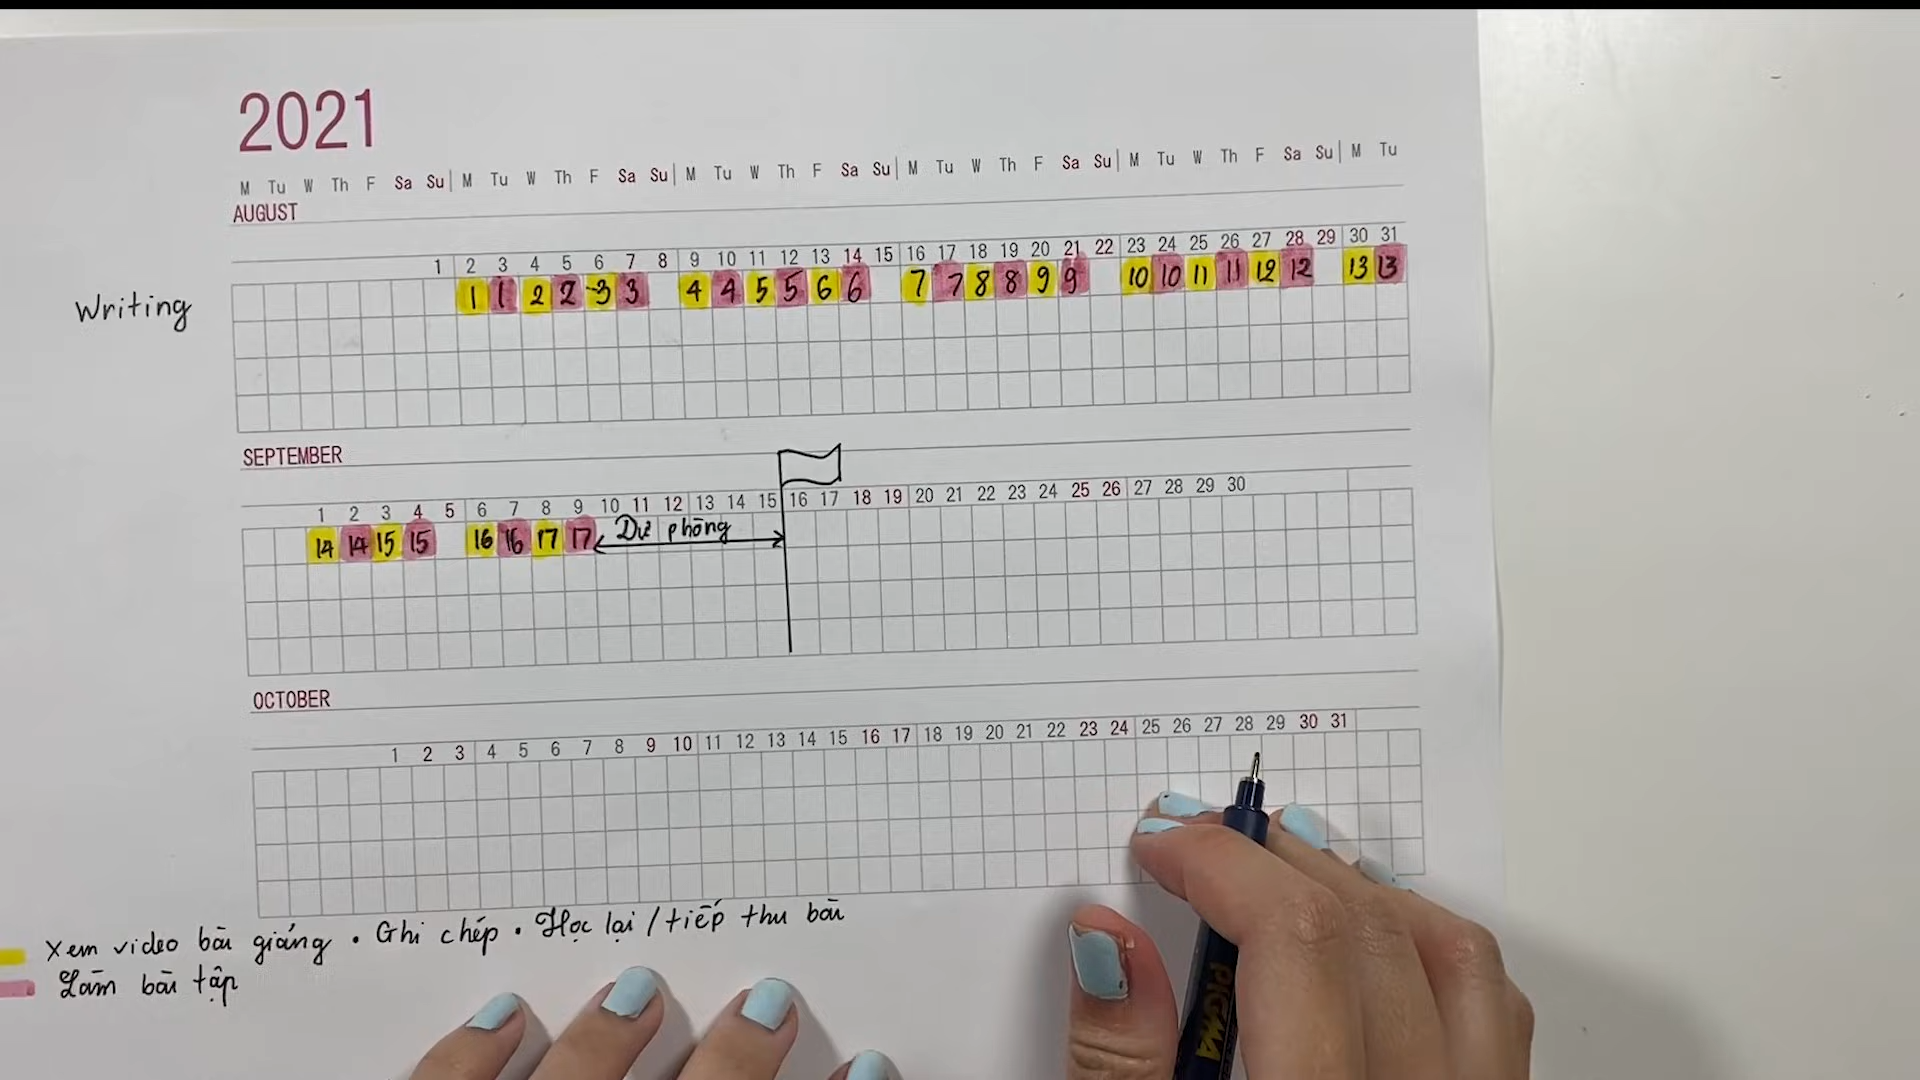 2021
M Tu W Th F Sa Su M Tu W Th F Sa Su M Tu W Th F Sa Su M Tu W Th F Sa Su M Tu W Th F Sa Su M Tu
AUGUST
1 2 3 4 5 6 7 8 9 10 11 12 13 14 15 16 17 18 19 20 21 22 23 24 25 26 27 28 29 30 31
Writing 1 1 2 2 3 3 4 4 5 5 6 6 7 7 8 8 9 9 10 10 11 11 12 12 13 13
SEPTEMBER
1 2 3 4 5 6 7 8 9 10 11 12 13 14 15 16 17 18 19 20 21 22 23 24 25 26 27 28 29 30
14 14 15 15 16 16 17 17 Dự phòng
OCTOBER
1 2 3 4 5 6 7 8 9 10 11 12 13 14 15 16 17 18 19 20 21 22 23 24 25 26 27 28 29 30 31
Xem video bài giảng . Ghi chép . Học lại / tiếp thu bài
Làm bài tập
PIGMA